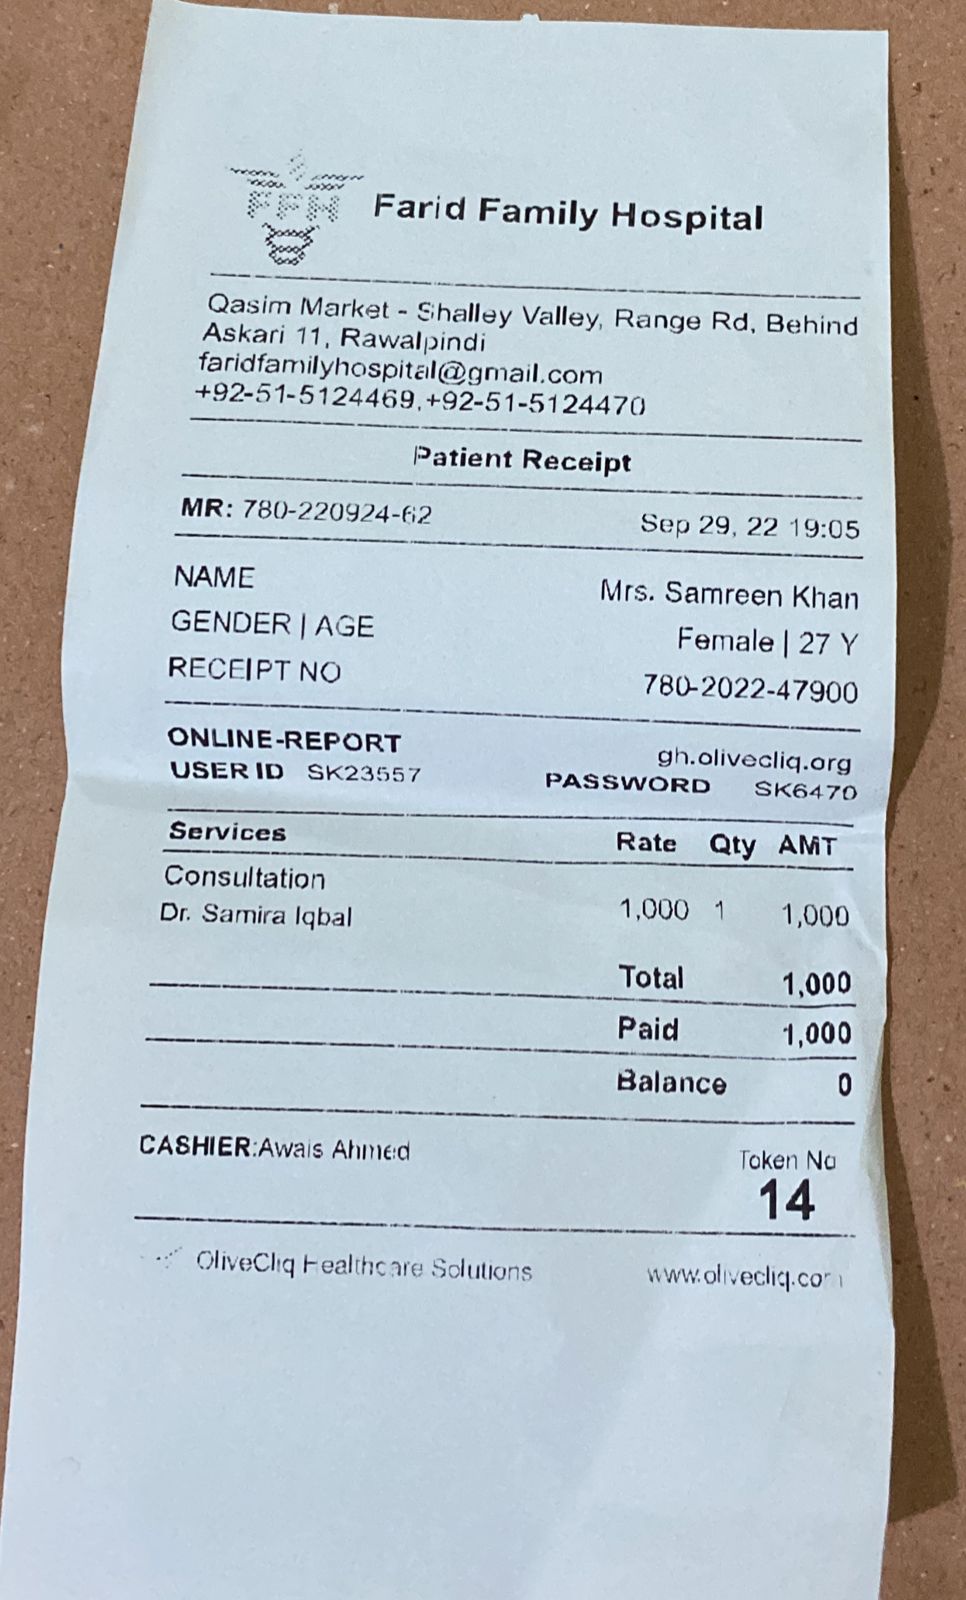 FFH
Farid Family Hospital
Qasim Market - Shalley Valley, Range Rd, Behind
Askari 11, Rawalpindi
faridfamilyhospital@gmail.com
+92-51-5124469,+92-51-5124470
Patient Receipt
MR: 780-220924-62 Sep 29, 22 19:05
NAME Mrs. Samreen Khan
GENDER | AGE Female | 27 Y
RECEIPT NO 780-2022-47900
ONLINE-REPORT gh.olivecliq.org
USER ID SK23557 PASSWORD SK6470
Services Rate Qty AMT
Consultation
Dr. Samira Iqbal 1,000 1 1,000
Total 1,000
Paid 1,000
Balance 0
CASHIER:Awais Ahmed Token No
14
OliveCliq Healthcare Solutions www.olivecliq.com